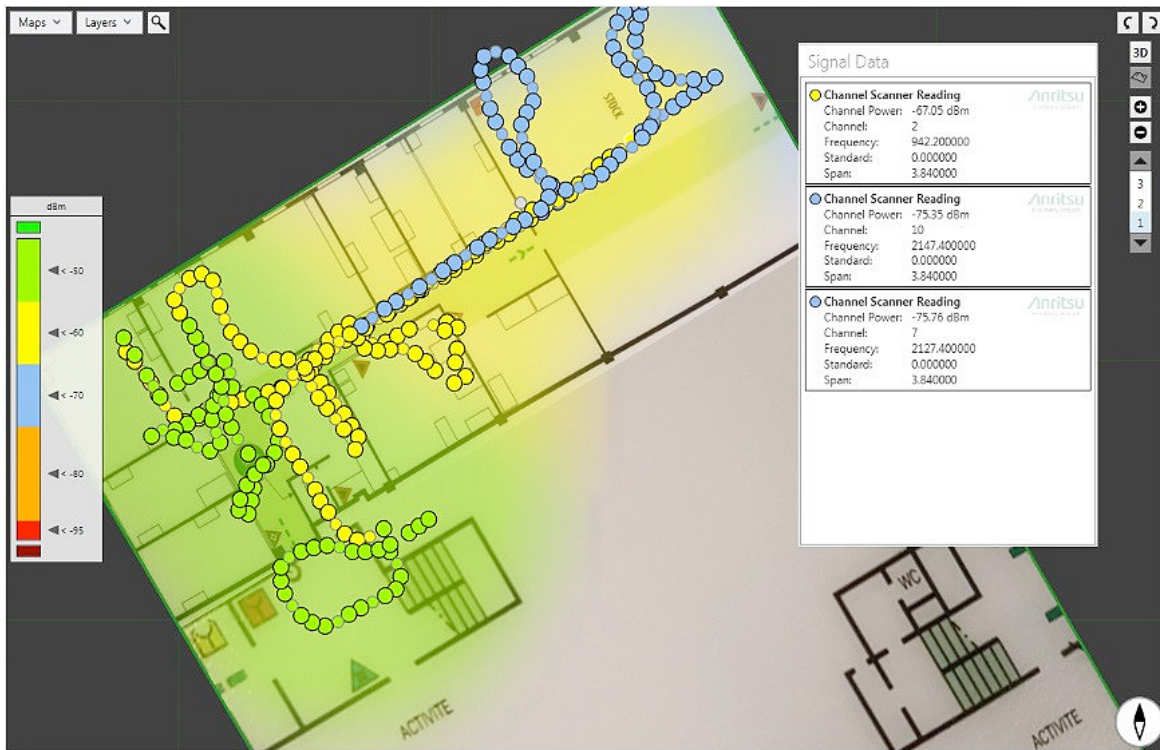 Maps
Layers
3D
3
2
1
dBm
< -50
< -60
< -70
< -80
< -95
STOCK
WC
ACTIVITE
ACTIVITE
Signal Data
Channel Scanner Reading
Anritsu
Channel Power: -67.05 dBm
Channel: 2
Frequency: 942.200000
Standard: 0.000000
Span: 3.840000
Channel Scanner Reading
Anritsu
Channel Power: -75.35 dBm
Channel: 10
Frequency: 2147.400000
Standard: 0.000000
Span: 3.840000
Channel Scanner Reading
Anritsu
Channel Power: -75.76 dBm
Channel: 7
Frequency: 2127.400000
Standard: 0.000000
Span: 3.840000